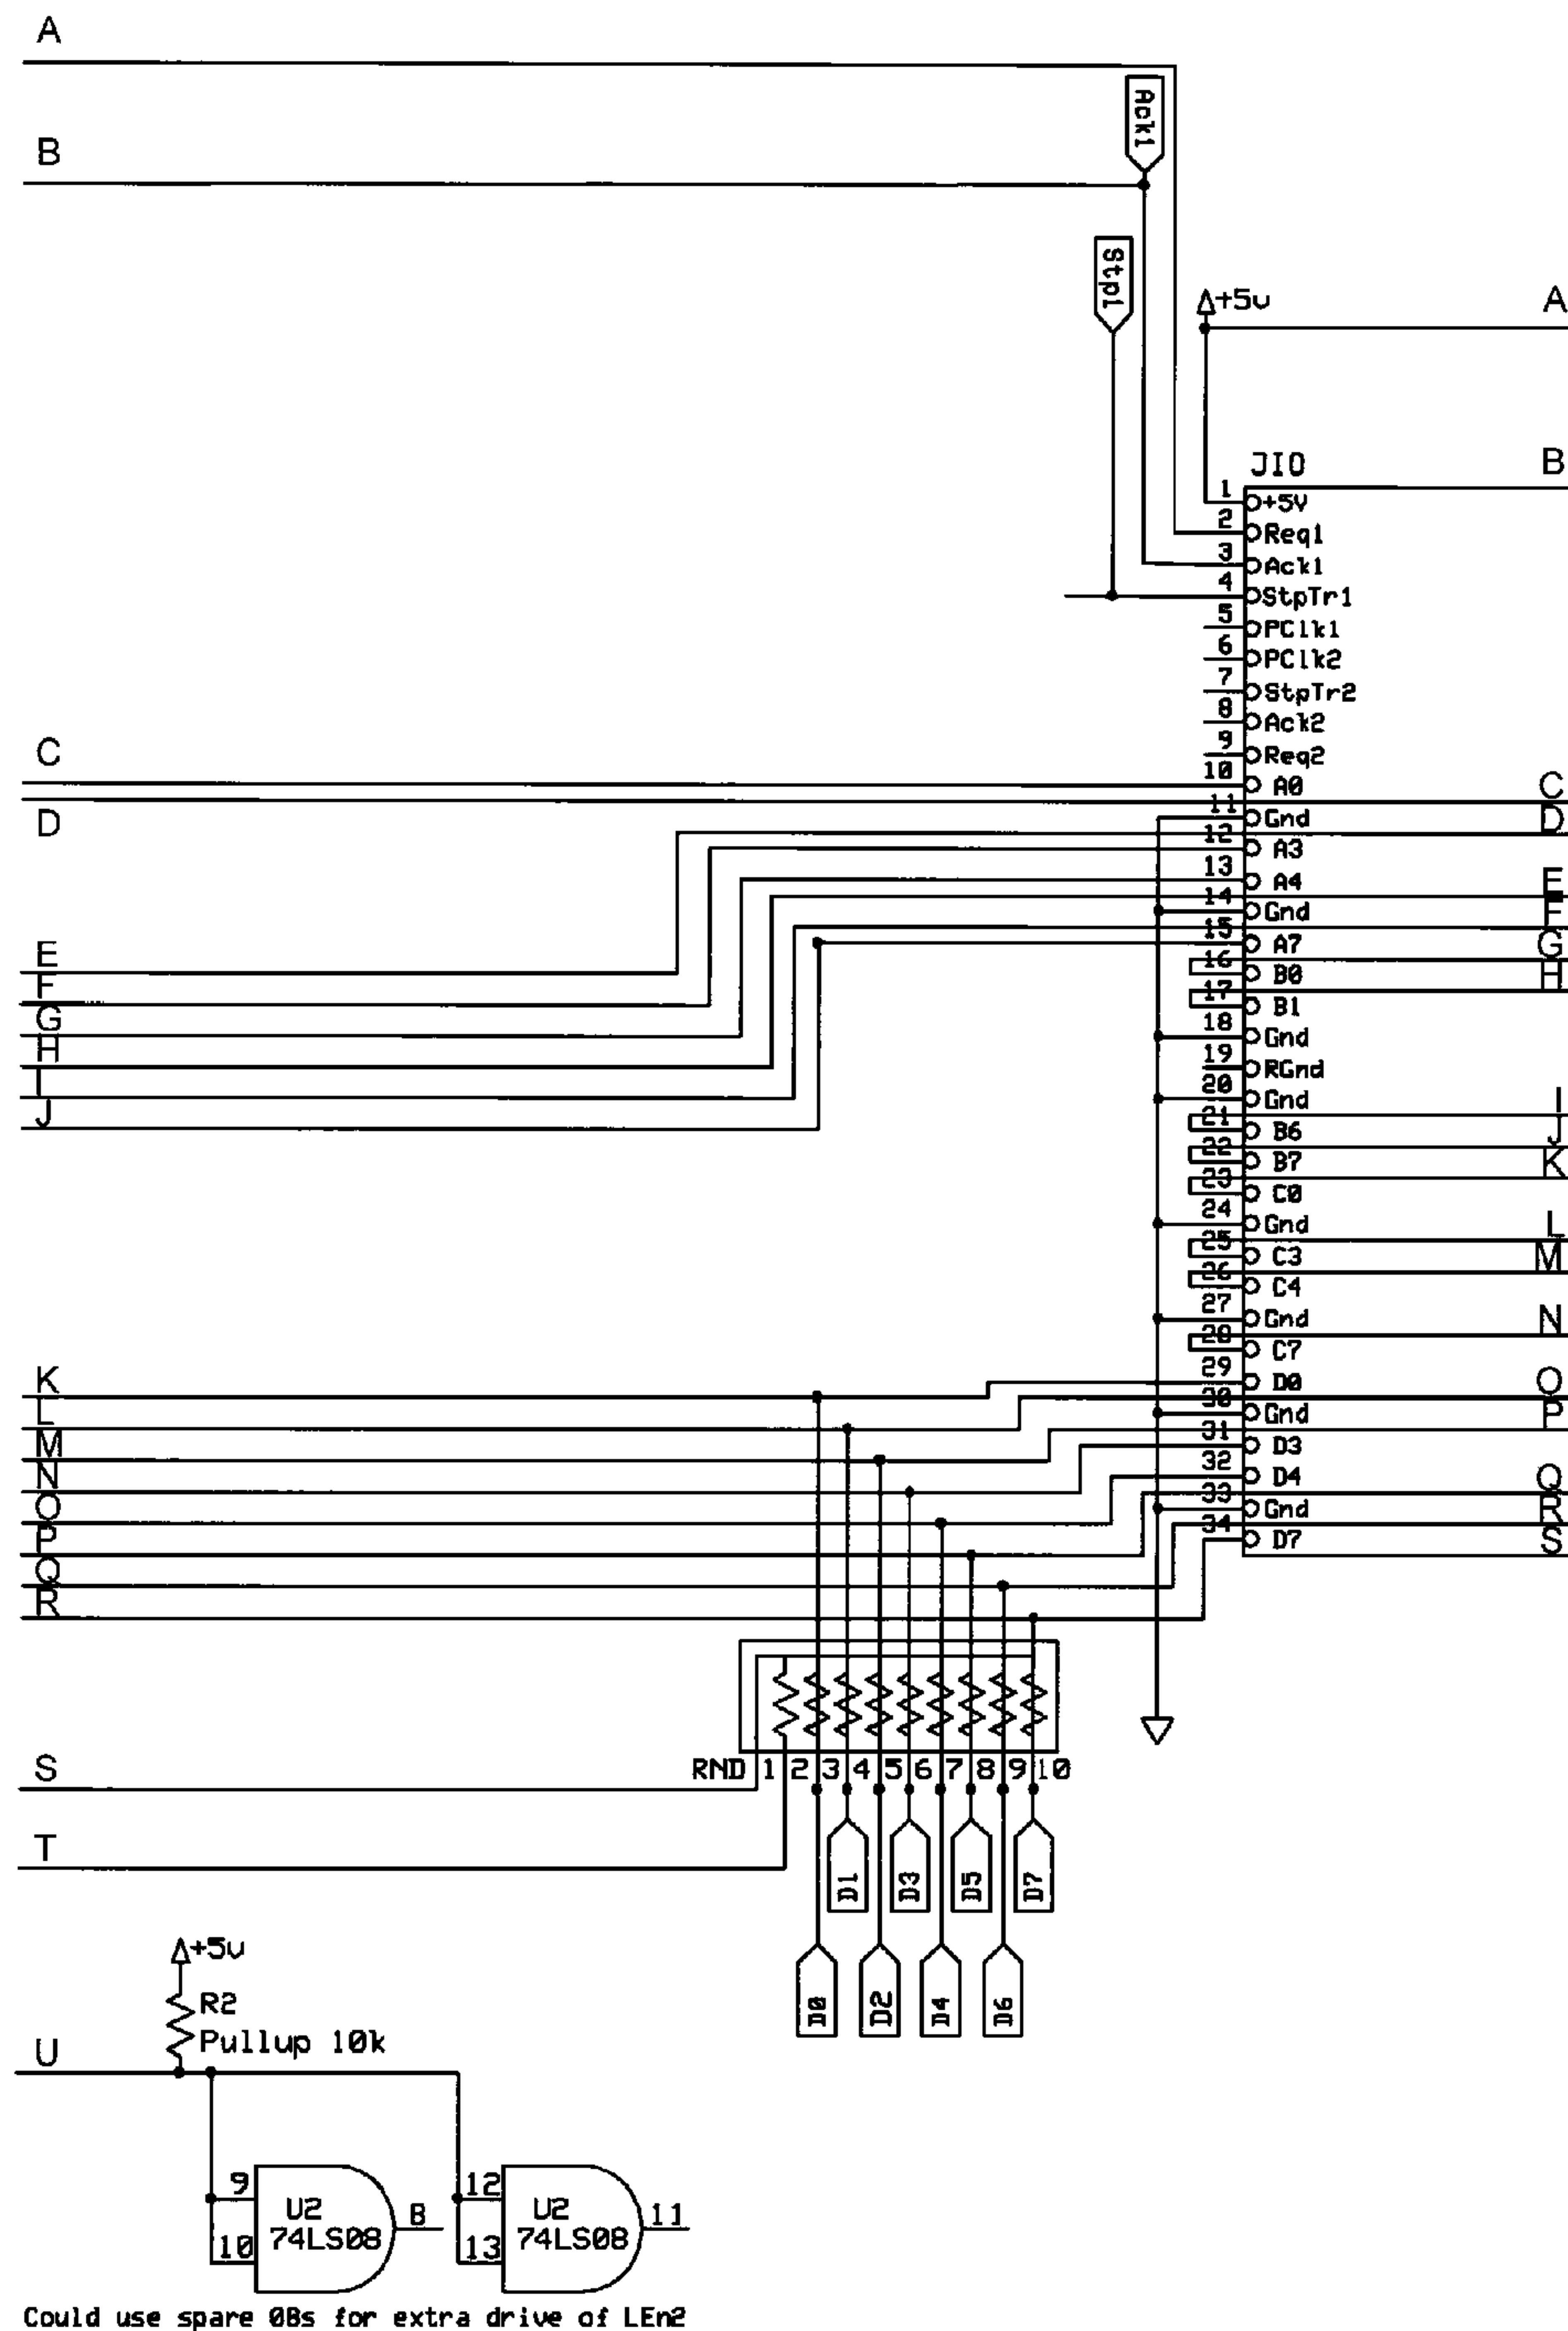 A
Ack1
B
Stp1
+5v
A
JIO
B
1
+5V
2
Req1
3
Ack1
4
StpTr1
5
PClk1
6
PClk2
7
StpTr2
8
Ack2
9
Req2
C
10
A0
C
D
11
Gnd
D
12
A3
13
A4
E
14
Gnd
F
15
A7
G
E
16
B0
H
F
17
B1
G
18
Gnd
H
19
RGnd
I
20
Gnd
I
J
21
B6
J
22
B7
K
23
C0
24
Gnd
L
25
C3
M
26
C4
27
Gnd
N
28
C7
K
29
D0
O
L
30
Gnd
P
M
31
D3
N
32
D4
Q
O
33
Gnd
R
P
34
D7
S
Q
R
S
RND 1 2 3 4 5 6 7 8 9 10
T
D1 D3 D5 D7
+5v
R2
D0 D2 D4 D6
Pullup 10k
U
9
12
U2
8
U2
11
10
74LS08
13
74LS08
Could use spare 08s for extra drive of LEn2